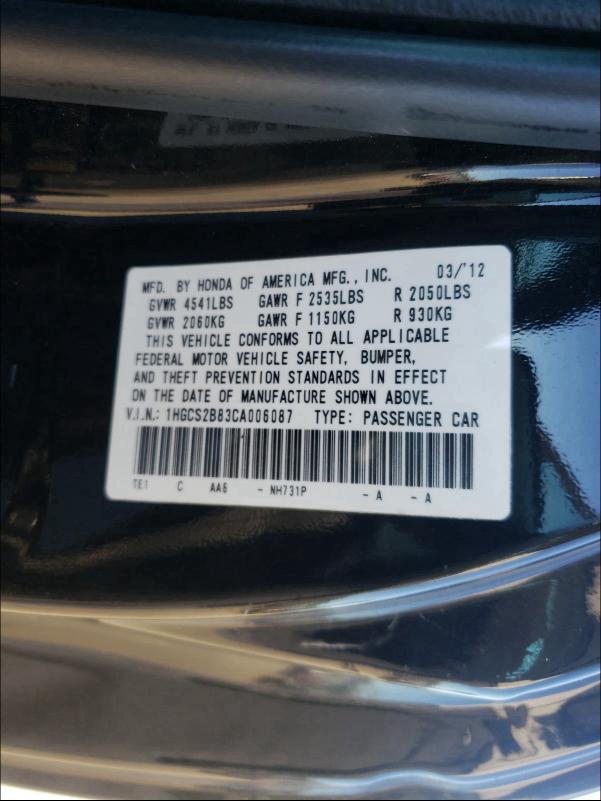 MFD. BY HONDA OF AMERICA MFG., INC. 03/'12
GVWR 4541LBS GAWR F 2535LBS R 2050LBS
GVWR 2060KG GAWR F 1150KG R 930KG
THIS VEHICLE CONFORMS TO ALL APPLICABLE
FEDERAL MOTOR VEHICLE SAFETY, BUMPER,
AND THEFT PREVENTION STANDARDS IN EFFECT
ON THE DATE OF MANUFACTURE SHOWN ABOVE.
V.I.N.: 1HGCS2B83CA006087 TYPE: PASSENGER CAR
TE1 C AA6 - NH731P - A - A